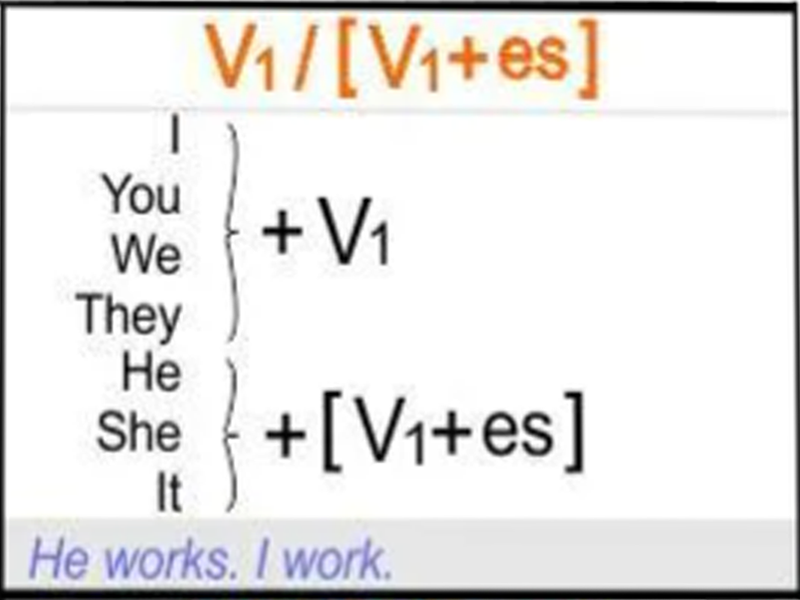 V1 / [ V1+es ]
I
You
We
They
+ V1
He
She
It
+ [ V1+es ]
He works. I work.